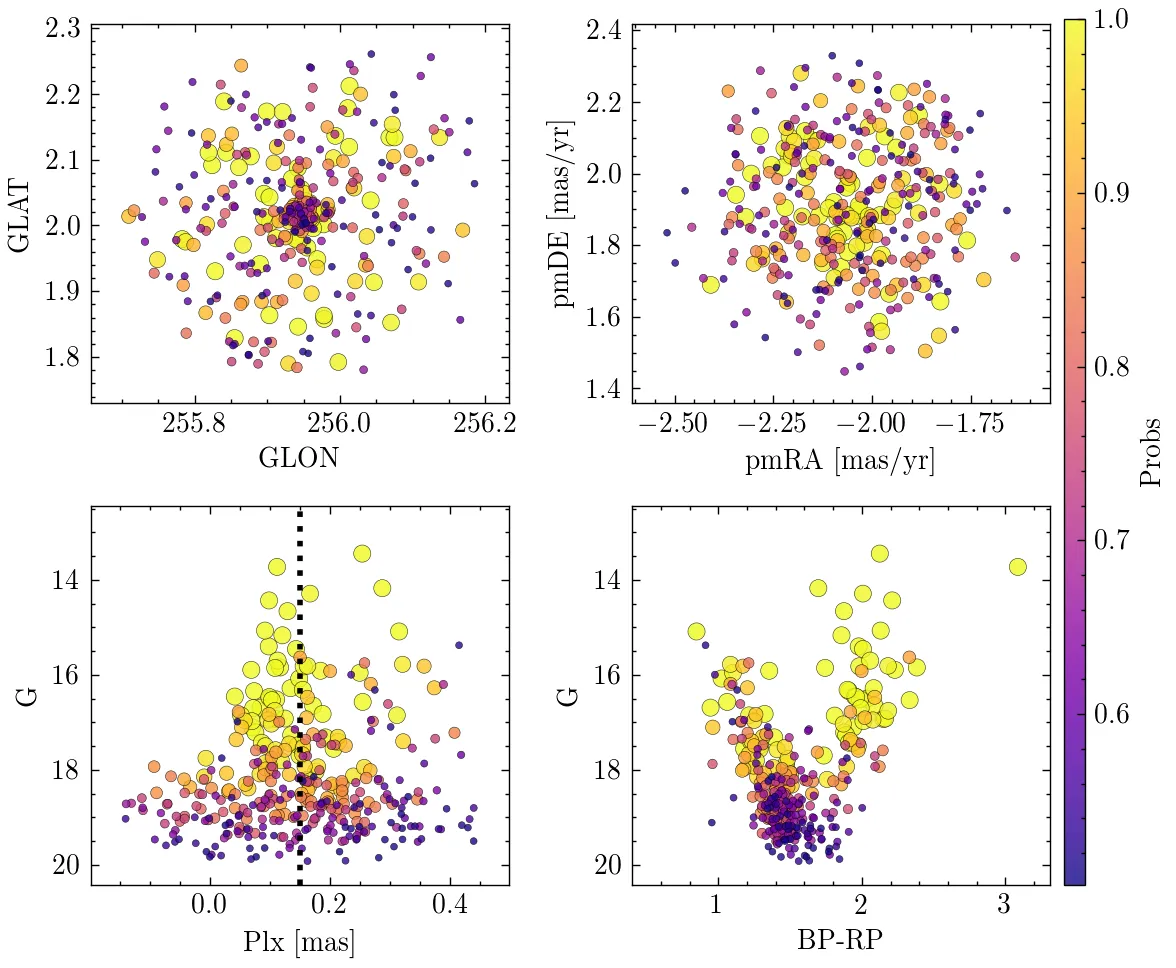 2.3
2.2
2.1
2.0
1.9
1.8
GLAT
255.8 256.0 256.2
GLON
2.4
2.2
2.0
1.8
1.6
1.4
pmDE [mas/yr]
−2.50 −2.25 −2.00 −1.75
pmRA [mas/yr]
14
16
18
20
G
0.0 0.2 0.4
Plx [mas]
14
16
18
20
G
1 2 3
BP-RP
1.0
0.9
0.8
0.7
0.6
Probs